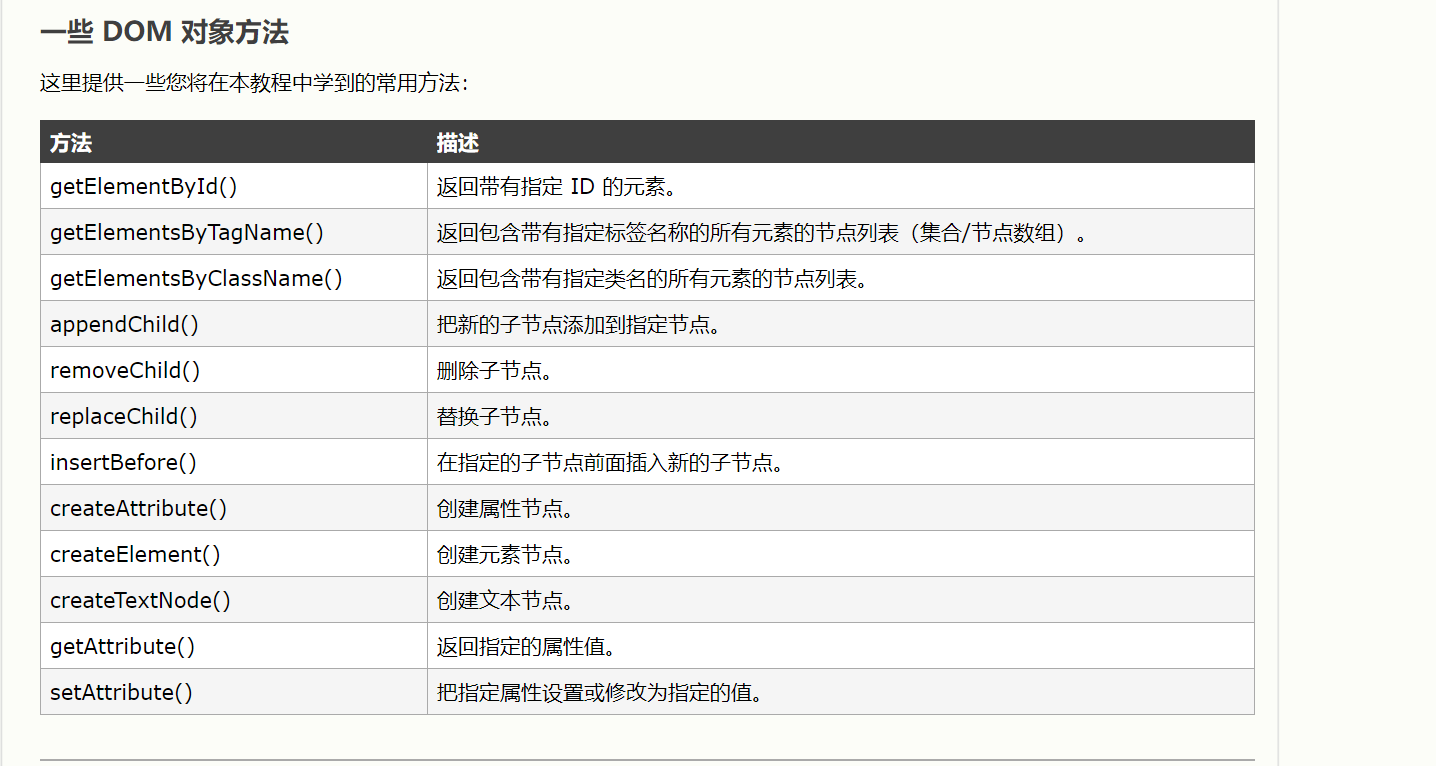 一些 DOM 对象方法
这里提供一些您将在本教程中学到的常用方法：
方法 描述
getElementById() 返回带有指定 ID 的元素。
getElementsByTagName() 返回包含带有指定标签名称的所有元素的节点列表（集合/节点数组）。
getElementsByClassName() 返回包含带有指定类名的所有元素的节点列表。
appendChild() 把新的子节点添加到指定节点。
removeChild() 删除子节点。
replaceChild() 替换子节点。
insertBefore() 在指定的子节点前面插入新的子节点。
createAttribute() 创建属性节点。
createElement() 创建元素节点。
createTextNode() 创建文本节点。
getAttribute() 返回指定的属性值。
setAttribute() 把指定属性设置或修改为指定的值。